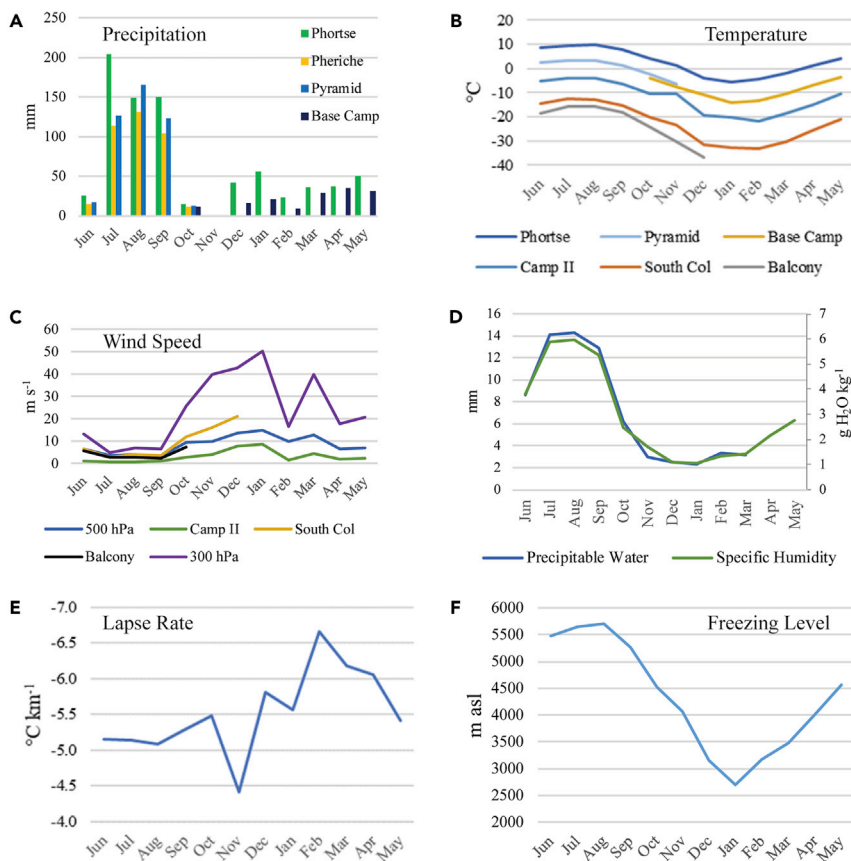 A
Precipitation
250
200
150
100
50
0
mm
Phortse
Pheriche
Pyramid
Base Camp
Jun Jul Aug Sep Oct Nov Dec Jan Feb Mar Apr May
B
Temperature
20
10
0
-10
-20
-30
-40
°C
Jun Jul Aug Sep Oct Nov Dec Jan Feb Mar Apr May
Phortse Pyramid Base Camp
Camp II South Col Balcony
C
Wind Speed
60
50
40
30
20
10
0
m s⁻¹
Jun Jul Aug Sep Oct Nov Dec Jan Feb Mar Apr May
500 hPa Camp II South Col
Balcony 300 hPa
D
16
14
12
10
8
6
4
2
0
mm
7
6
5
4
3
2
1
0
g H₂O kg⁻¹
Jun Jul Aug Sep Oct Nov Dec Jan Feb Mar Apr May
Precipitable Water Specific Humidity
E
Lapse Rate
-7.0
-6.5
-6.0
-5.5
-5.0
-4.5
-4.0
°C km⁻¹
Jun Jul Aug Sep Oct Nov Dec Jan Feb Mar Apr May
F
Freezing Level
6000
5500
5000
4500
4000
3500
3000
2500
2000
m asl
Jun Jul Aug Sep Oct Nov Dec Jan Feb Mar Apr May